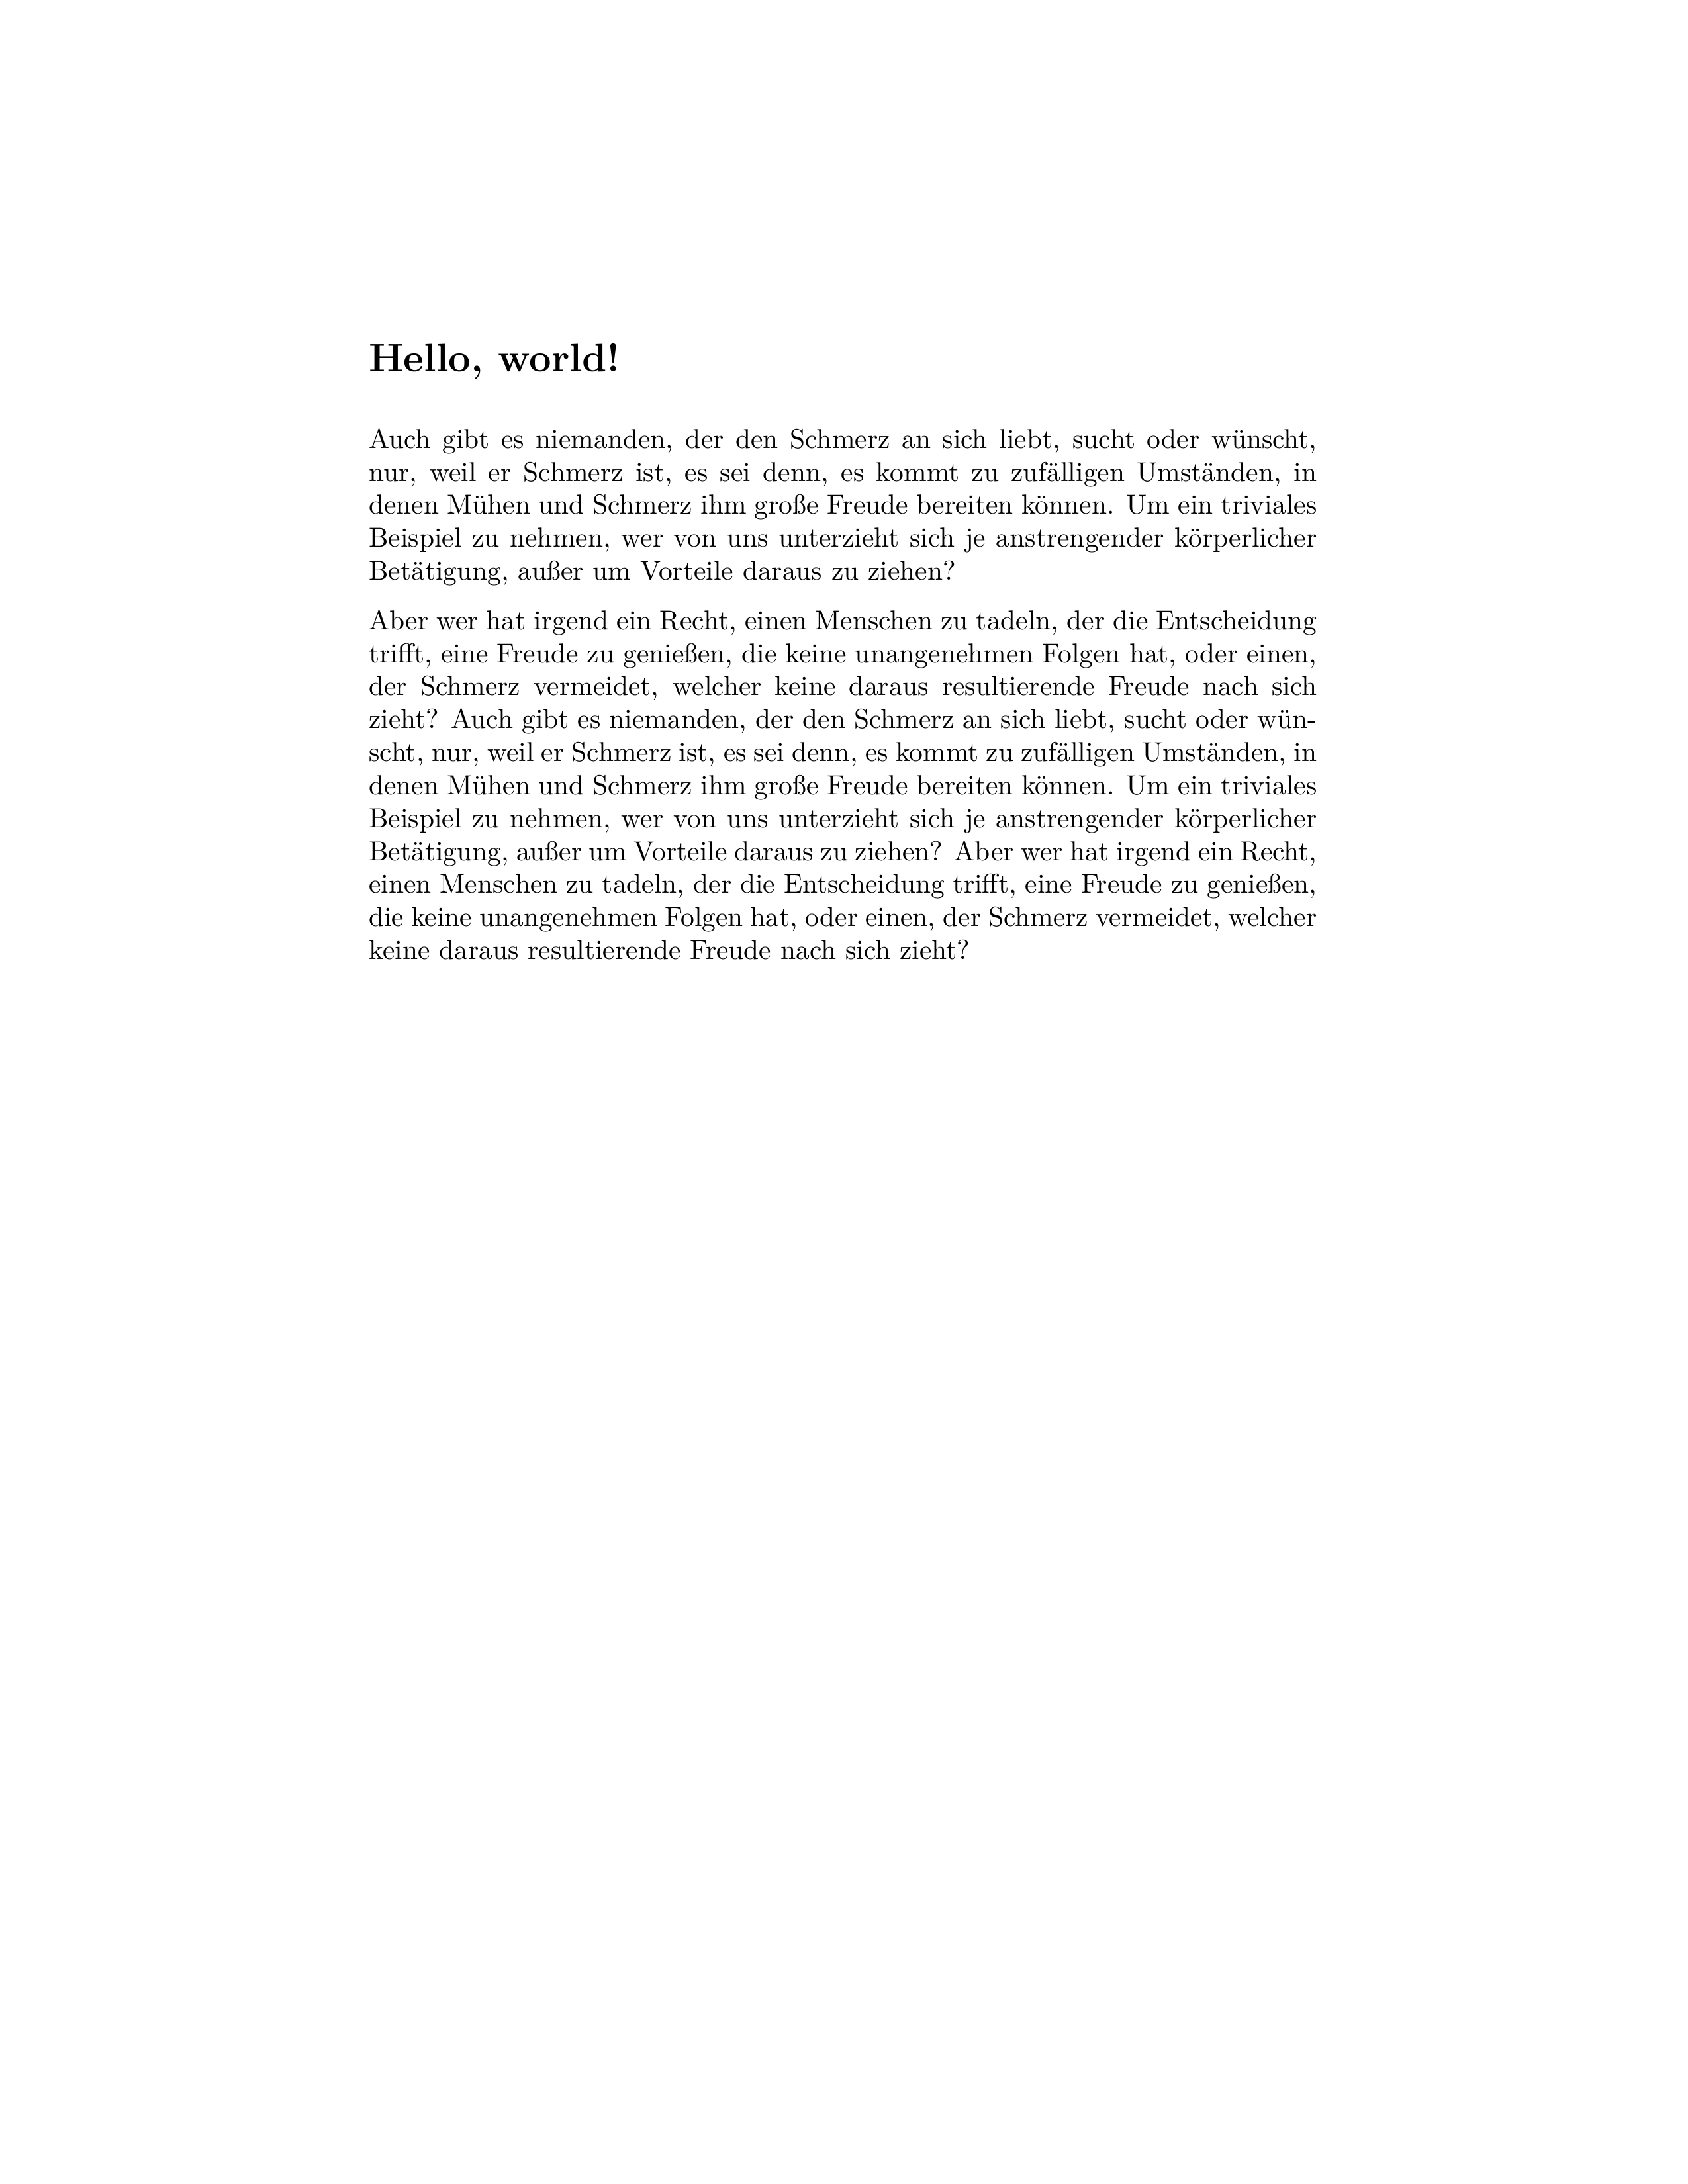 Hello, world!
Auch gibt es niemanden, der den Schmerz an sich liebt, sucht oder wünscht,
nur, weil er Schmerz ist, es sei denn, es kommt zu zufälligen Umständen, in
denen Mühen und Schmerz ihm große Freude bereiten können. Um ein triviales
Beispiel zu nehmen, wer von uns unterzieht sich je anstrengender körperlicher
Betätigung, außer um Vorteile daraus zu ziehen?
Aber wer hat irgend ein Recht, einen Menschen zu tadeln, der die Entscheidung
trifft, eine Freude zu genießen, die keine unangenehmen Folgen hat, oder einen,
der Schmerz vermeidet, welcher keine daraus resultierende Freude nach sich
zieht? Auch gibt es niemanden, der den Schmerz an sich liebt, sucht oder wün-
scht, nur, weil er Schmerz ist, es sei denn, es kommt zu zufälligen Umständen, in
denen Mühen und Schmerz ihm große Freude bereiten können. Um ein triviales
Beispiel zu nehmen, wer von uns unterzieht sich je anstrengender körperlicher
Betätigung, außer um Vorteile daraus zu ziehen? Aber wer hat irgend ein Recht,
einen Menschen zu tadeln, der die Entscheidung trifft, eine Freude zu genießen,
die keine unangenehmen Folgen hat, oder einen, der Schmerz vermeidet, welcher
keine daraus resultierende Freude nach sich zieht?